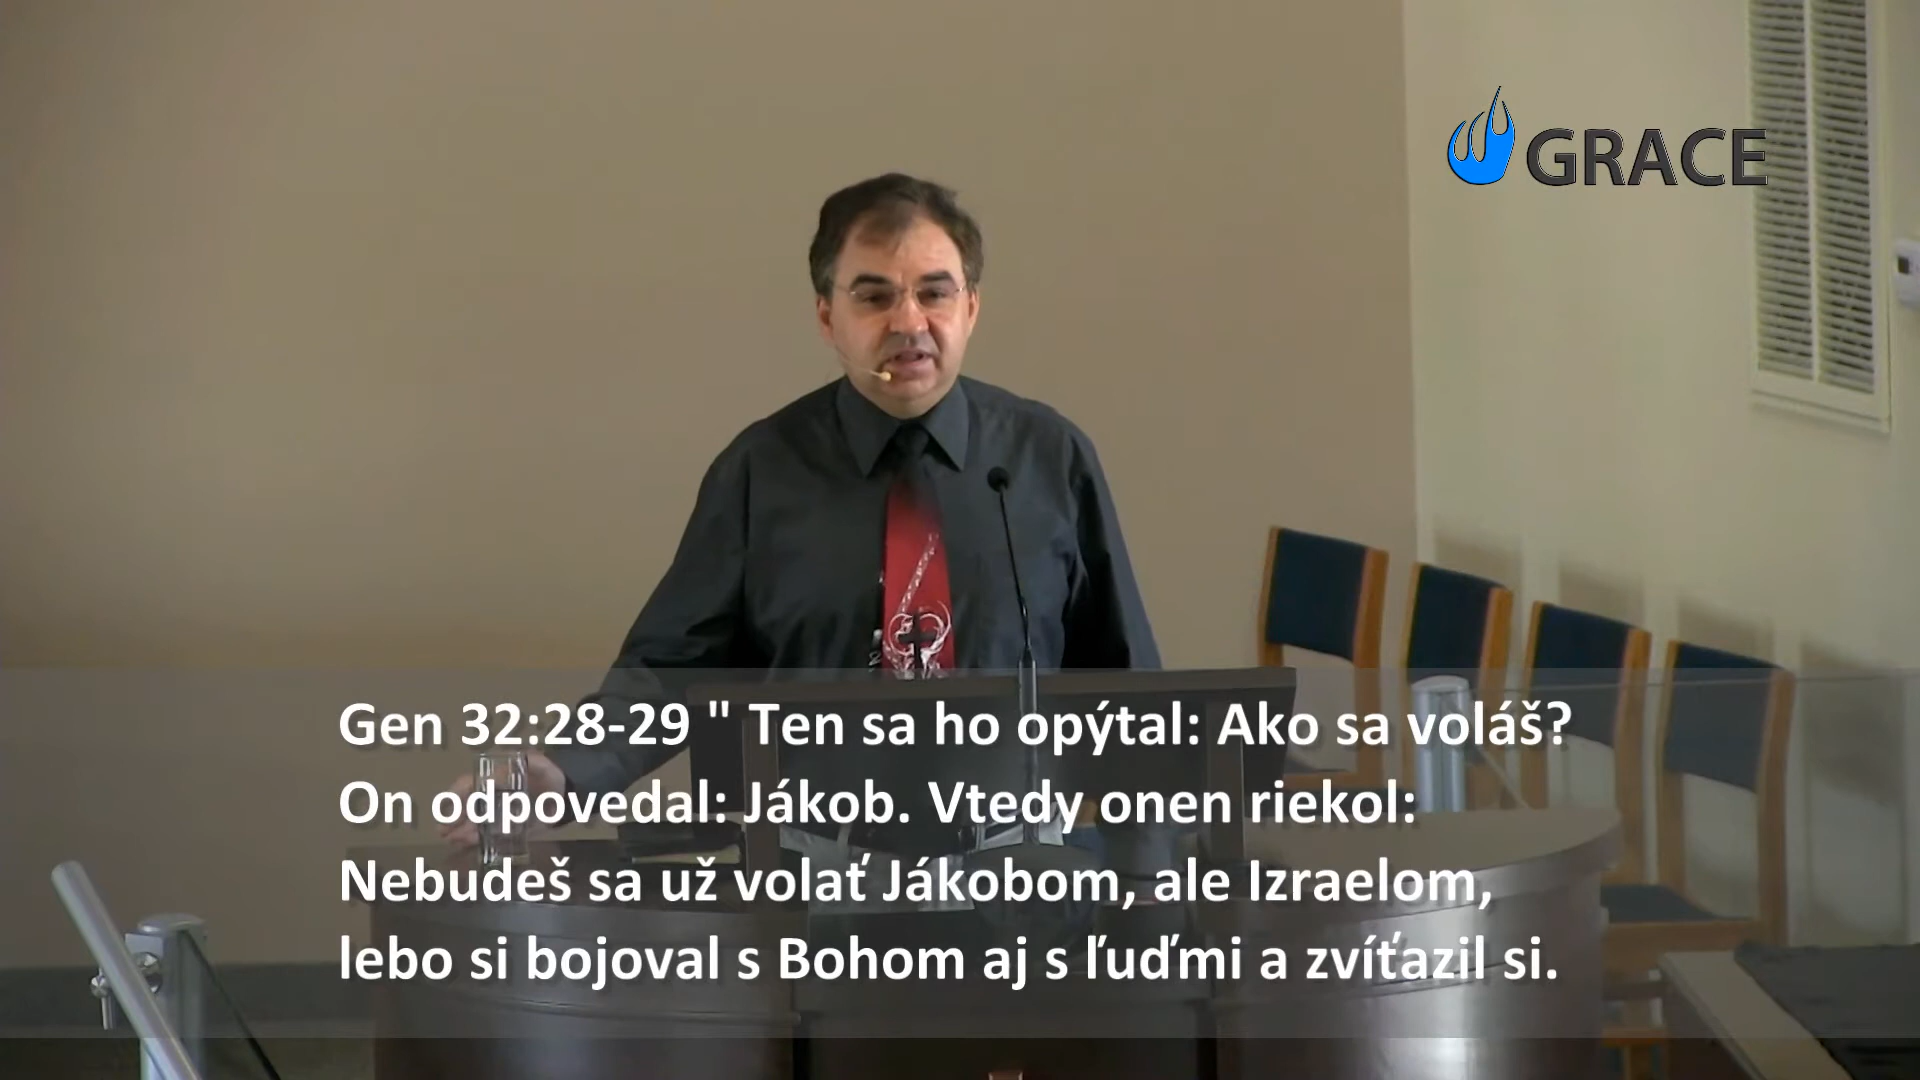 GRACE
Gen 32:28-29 " Ten sa ho opýtal: Ako sa voláš?
On odpovedal: Jákob. Vtedy onen riekol:
Nebudeš sa už volať Jákobom, ale Izraelom,
lebo si bojoval s Bohom aj s ľuďmi a zvíťazil si.